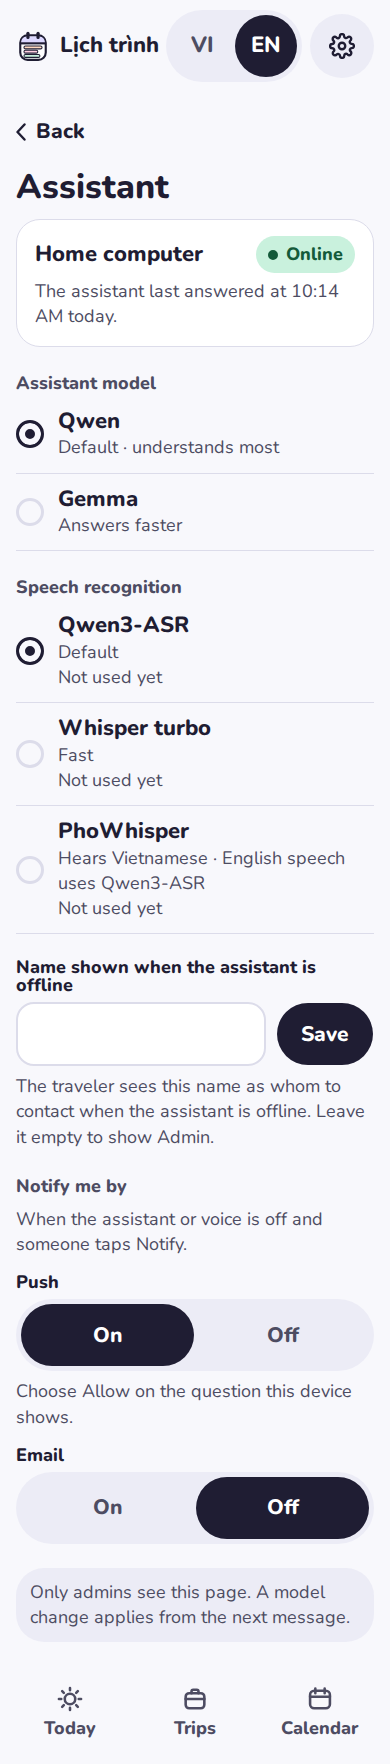 Lịch trình
VI
EN
Back
Assistant
Home computer
Online
The assistant last answered at 10:14
AM today.
Assistant model
Qwen
Default · understands most
Gemma
Answers faster
Speech recognition
Qwen3-ASR
Default
Not used yet
Whisper turbo
Fast
Not used yet
PhoWhisper
Hears Vietnamese · English speech
uses Qwen3-ASR
Not used yet
Name shown when the assistant is
offline
Save
The traveler sees this name as whom to
contact when the assistant is offline. Leave
it empty to show Admin.
Notify me by
When the assistant or voice is off and
someone taps Notify.
Push
On
Off
Choose Allow on the question this device
shows.
Email
On
Off
Only admins see this page. A model
change applies from the next message.
Today
Trips
Calendar